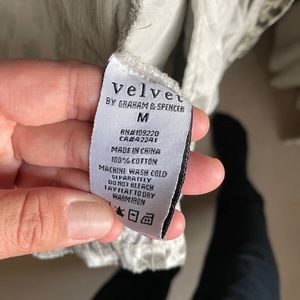 velvet
BY GRAHAM & SPENCER
M
RN#109220
CA#42241
MADE IN CHINA
100% COTTON
MACHINE WASH COLD
SEPARATELY
DO NOT BLEACH
LAY FLAT TO DRY
WARM IRON